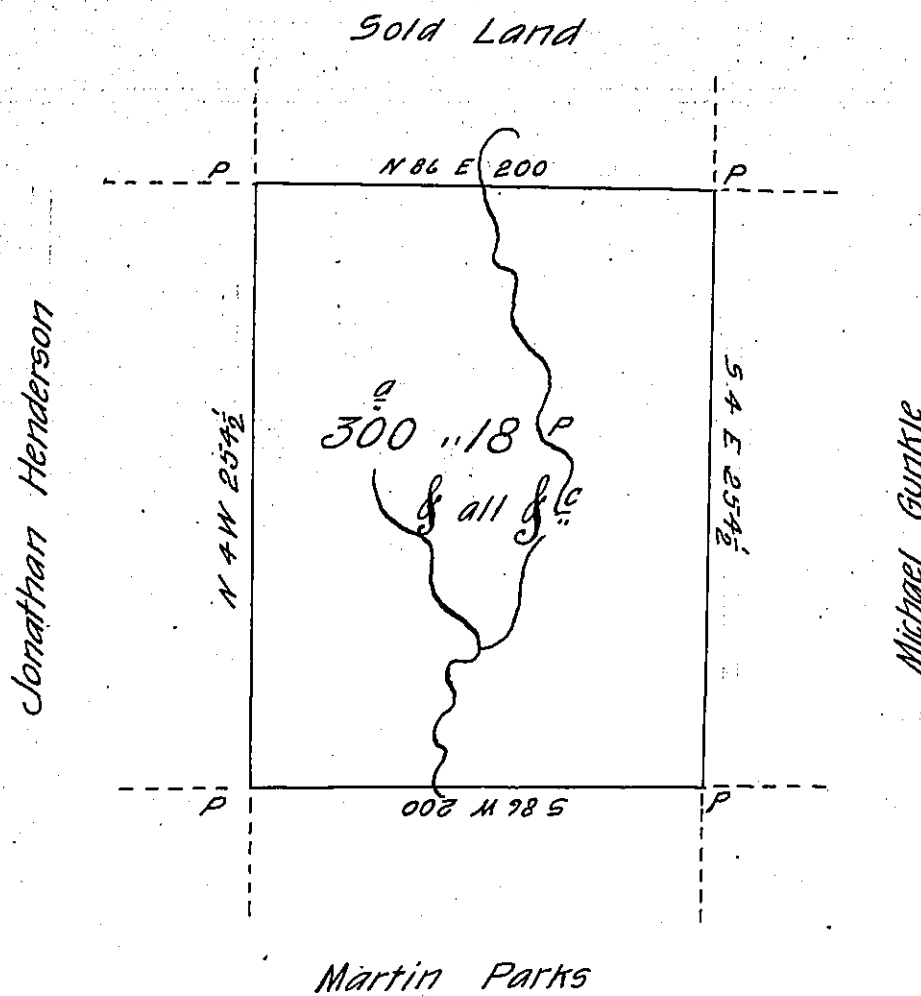 Sold Land
P N 86 E 200 P
Jonathan Henderson
N 4 W 254½
300 a ,, 18 P
& all & c
S 4 E 254½
Michael Gunkle
P S 86 W 200 P
Martin Parks